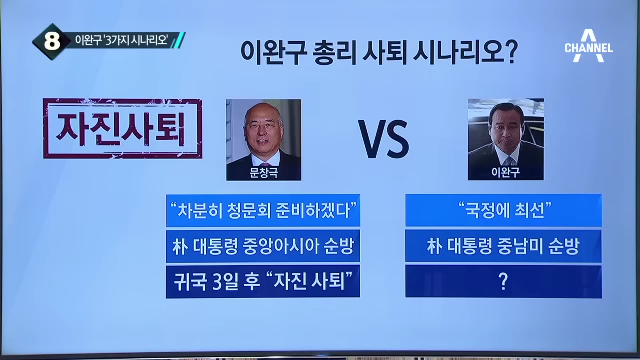 8 이완구 '3가지 시나리오'
CHANNEL A
이완구 총리 사퇴 시나리오?
자진사퇴
문창극
VS
이완구
“차분히 청문회 준비하겠다”
朴 대통령 중앙아시아 순방
귀국 3일 후 “자진 사퇴”
“국정에 최선”
朴 대통령 중남미 순방
?